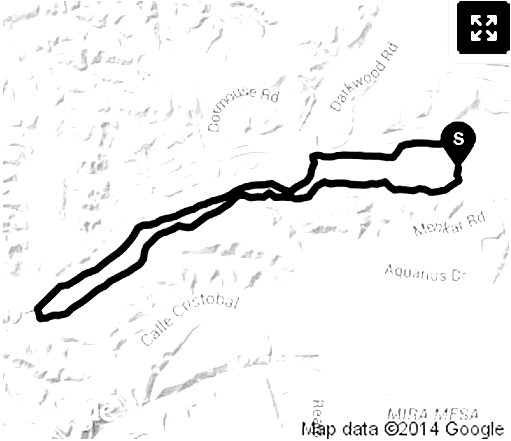 Darkwood Rd
Dormouse Rd
S
Menkar Rd
Aquarius Dr
Calle Cristobal
MIRA MESA
Map data ©2014 Google